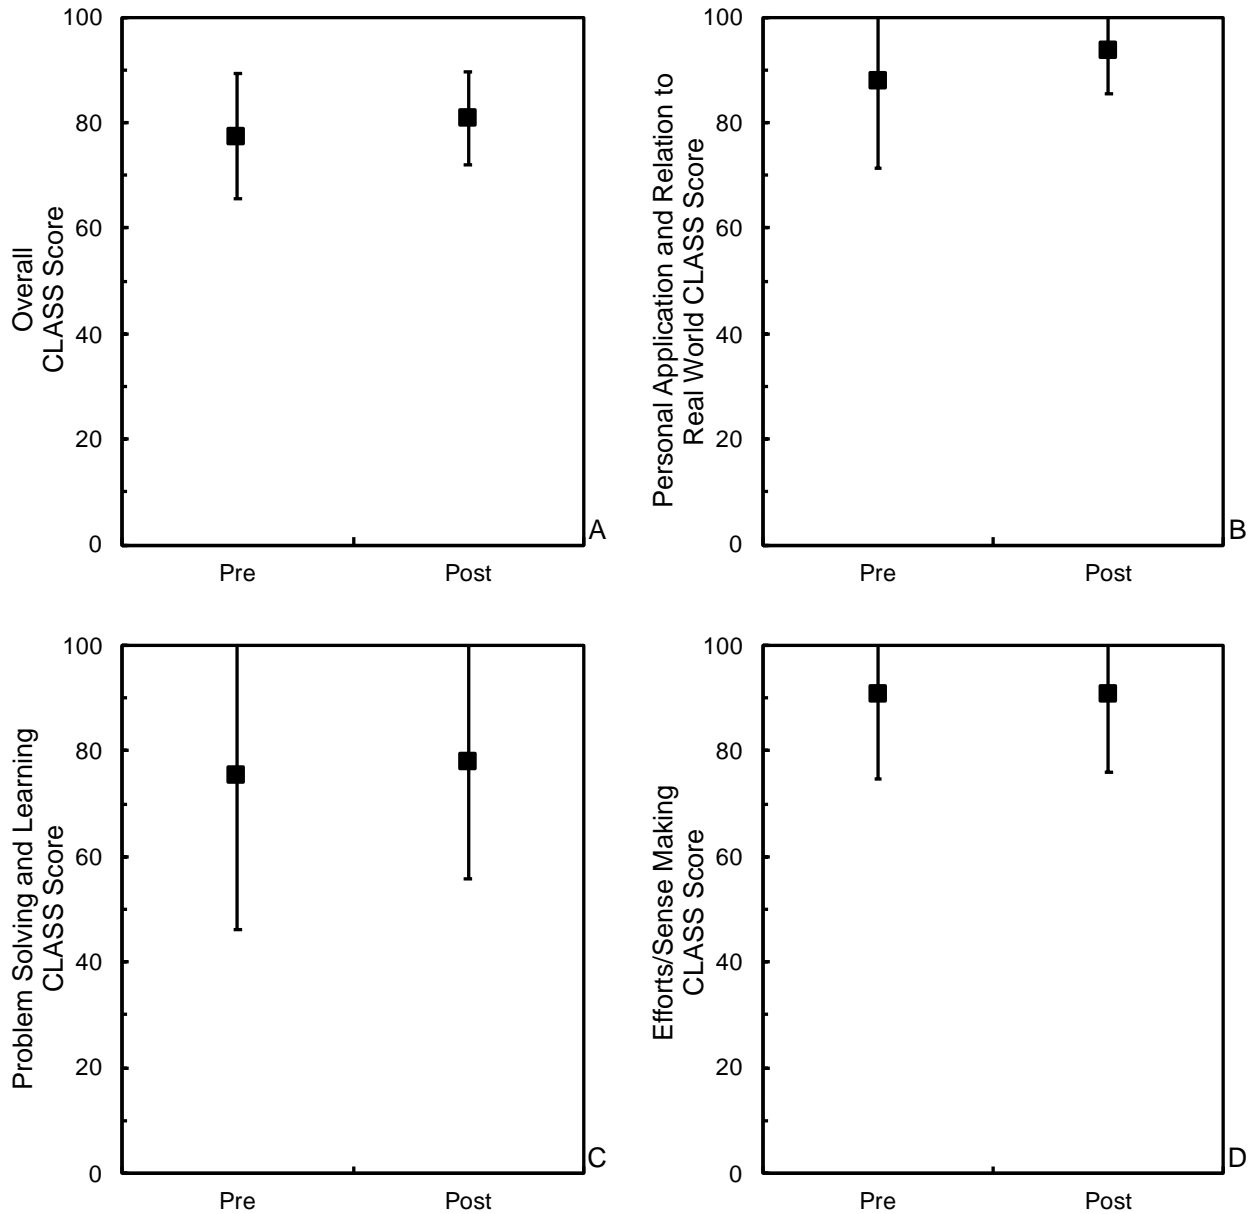 100
80
60
40
20
0
Overall
CLASS Score
Pre
Post
A
100
80
60
40
20
0
Personal Application and Relation to
Real World CLASS Score
Pre
Post
B
100
80
60
40
20
0
Problem Solving and Learning
CLASS Score
Pre
Post
C
100
80
60
40
20
0
Efforts/Sense Making
CLASS Score
Pre
Post
D